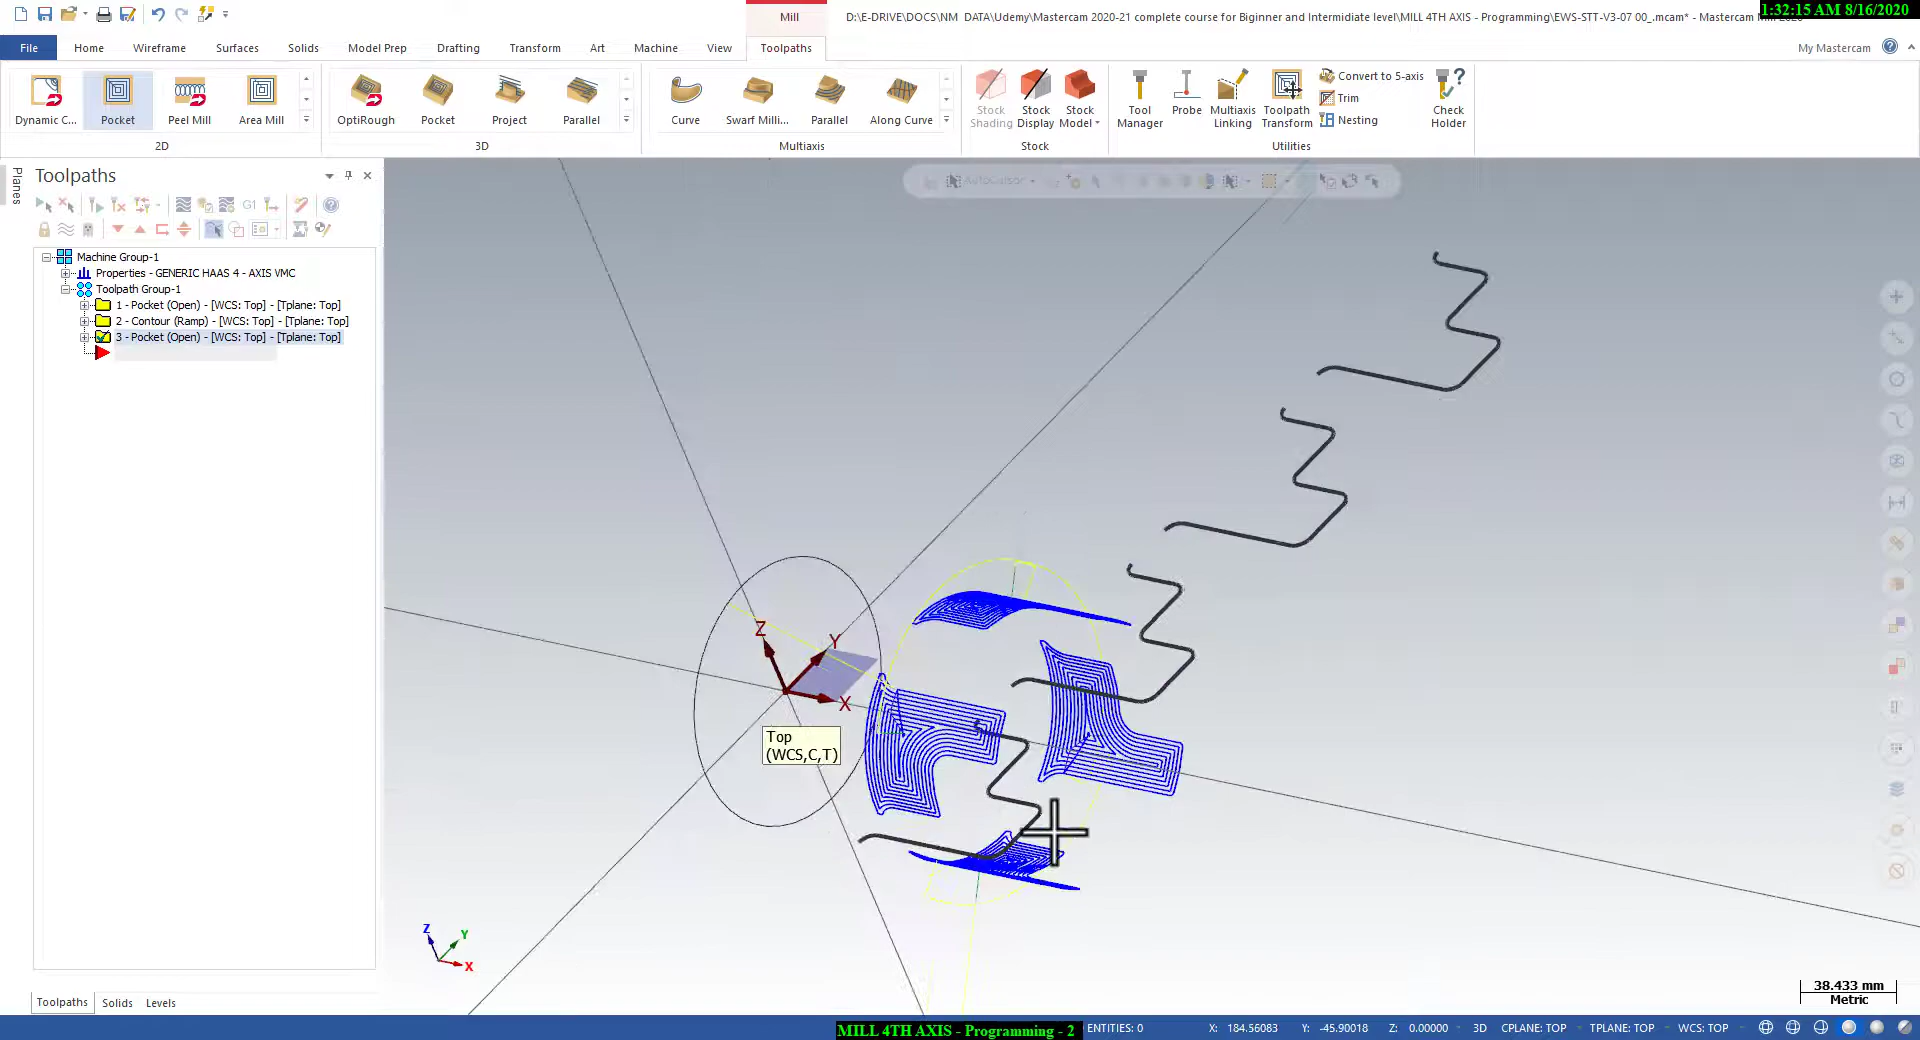 Mill
D:\E-DRIVE\DOCS\NM DATA\Udemy\Mastercam 2020-21 complete course for Biginner and Intermidiate level\MILL 4TH AXIS - Programming\EWS-STT-V3-07 00_.mcam* - Mastercam Mill 2020
1:32:15 AM 8/16/2020
File
Home
Wireframe
Surfaces
Solids
Model Prep
Drafting
Transform
Art
Machine
View
Toolpaths
My Mastercam
Dynamic C...
Pocket
Peel Mill
Area Mill
OptiRough
Pocket
Project
Parallel
Curve
Swarf Milli...
Parallel
Along Curve
Stock Shading
Stock Display
Stock Model
Tool Manager
Probe
Multiaxis Linking
Toolpath Transform
Convert to 5-axis
Trim
Nesting
Check Holder
2D
3D
Multiaxis
Stock
Utilities
Planes
Toolpaths
AutoCursor
G1
Machine Group-1
Properties - GENERIC HAAS 4 - AXIS VMC
Toolpath Group-1
1 - Pocket (Open) - [WCS: Top] - [Tplane: Top]
2 - Contour (Ramp) - [WCS: Top] - [Tplane: Top]
3 - Pocket (Open) - [WCS: Top] - [Tplane: Top]
Z
Y
X
Top
(WCS,C,T)
Z
Y
X
38.433 mm
Metric
Toolpaths
Solids
Levels
MILL 4TH AXIS - Programming - 2
ENTITIES: 0
X: 184.56083
Y: -45.90018
Z: 0.00000
3D
CPLANE: TOP
TPLANE: TOP
WCS: TOP